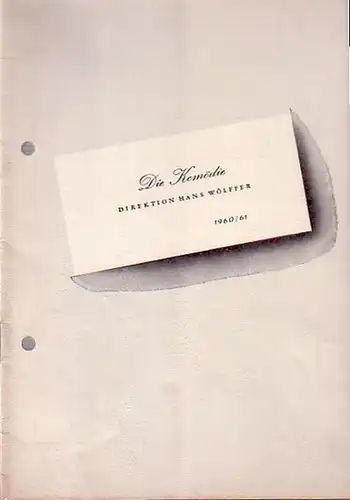 Die Komödie
DIREKTION HANS WÖLFFER
1960/61